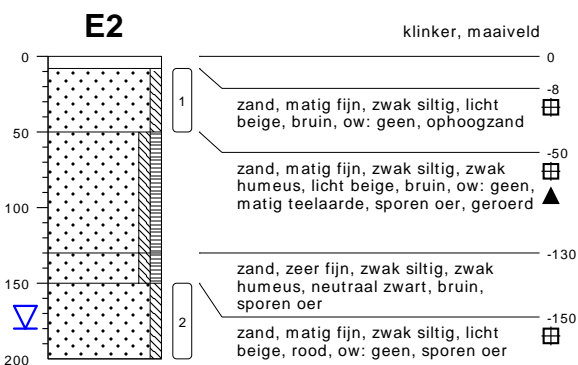 E2
klinker, maaiveld
0
0
-8
1
zand, matig fijn, zwak siltig, licht
beige, bruin, ow: geen, ophoogzand
50
-50
zand, matig fijn, zwak siltig, zwak
humeus, licht beige, bruin, ow: geen,
matig teelaarde, sporen oer, geroerd
100
-130
zand, zeer fijn, zwak siltig, zwak
humeus, neutraal zwart, bruin,
sporen oer
150
-150
2
zand, matig fijn, zwak siltig, licht
beige, rood, ow: geen, sporen oer
200